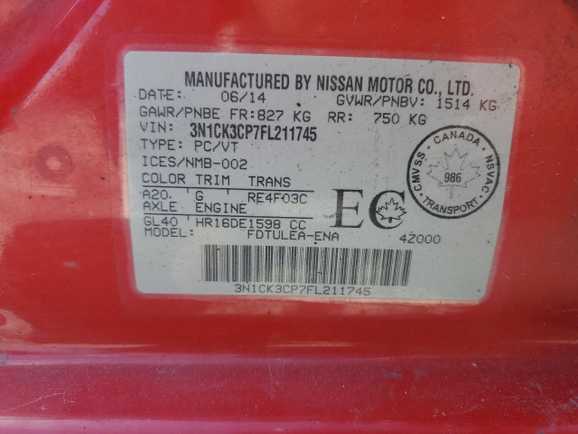 MANUFACTURED BY NISSAN MOTOR CO., LTD.
DATE: 06/14 GVWR/PNBV: 1514 KG
GAWR/PNBE FR: 827 KG RR: 750 KG
VIN: 3N1CK3CP7FL211745
TYPE: PC/VT
ICES/NMB-002
COLOR TRIM TRANS
A20. G RE4F03C
AXLE ENGINE
GL40 HR16DE1598 CC
MODEL: FDTULEA-ENA 42000
EC
CANADA
CMVSS NSVAC
986
TRANSPORT
3N1CK3CP7FL211745